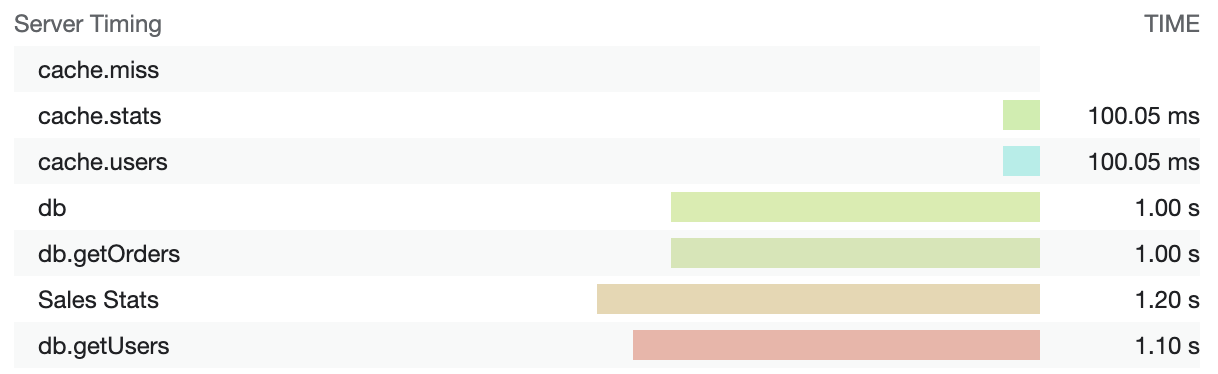 Server Timing TIME
cache.miss
cache.stats 100.05 ms
cache.users 100.05 ms
db 1.00 s
db.getOrders 1.00 s
Sales Stats 1.20 s
db.getUsers 1.10 s